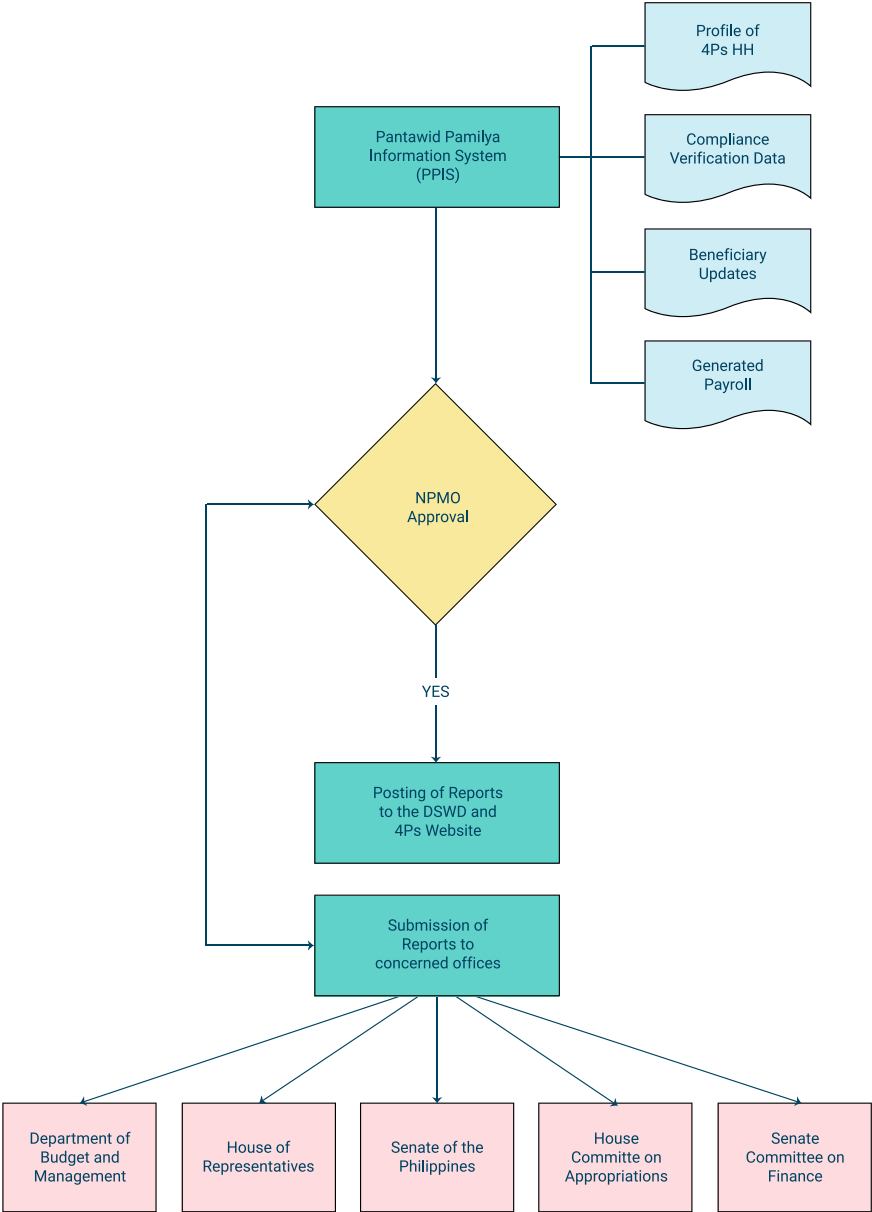 Profile of
4Ps HH
Pantawid Pamilya
Information System
(PPIS)
Compliance
Verification Data
Beneficiary
Updates
Generated
Payroll
NPMO
Approval
YES
Posting of Reports
to the DSWD and
4Ps Website
Submission of
Reports to
concerned offices
Department of
Budget and
Management
House of
Representatives
Senate of the
Philippines
House
Committe on
Appropriations
Senate
Committee on
Finance